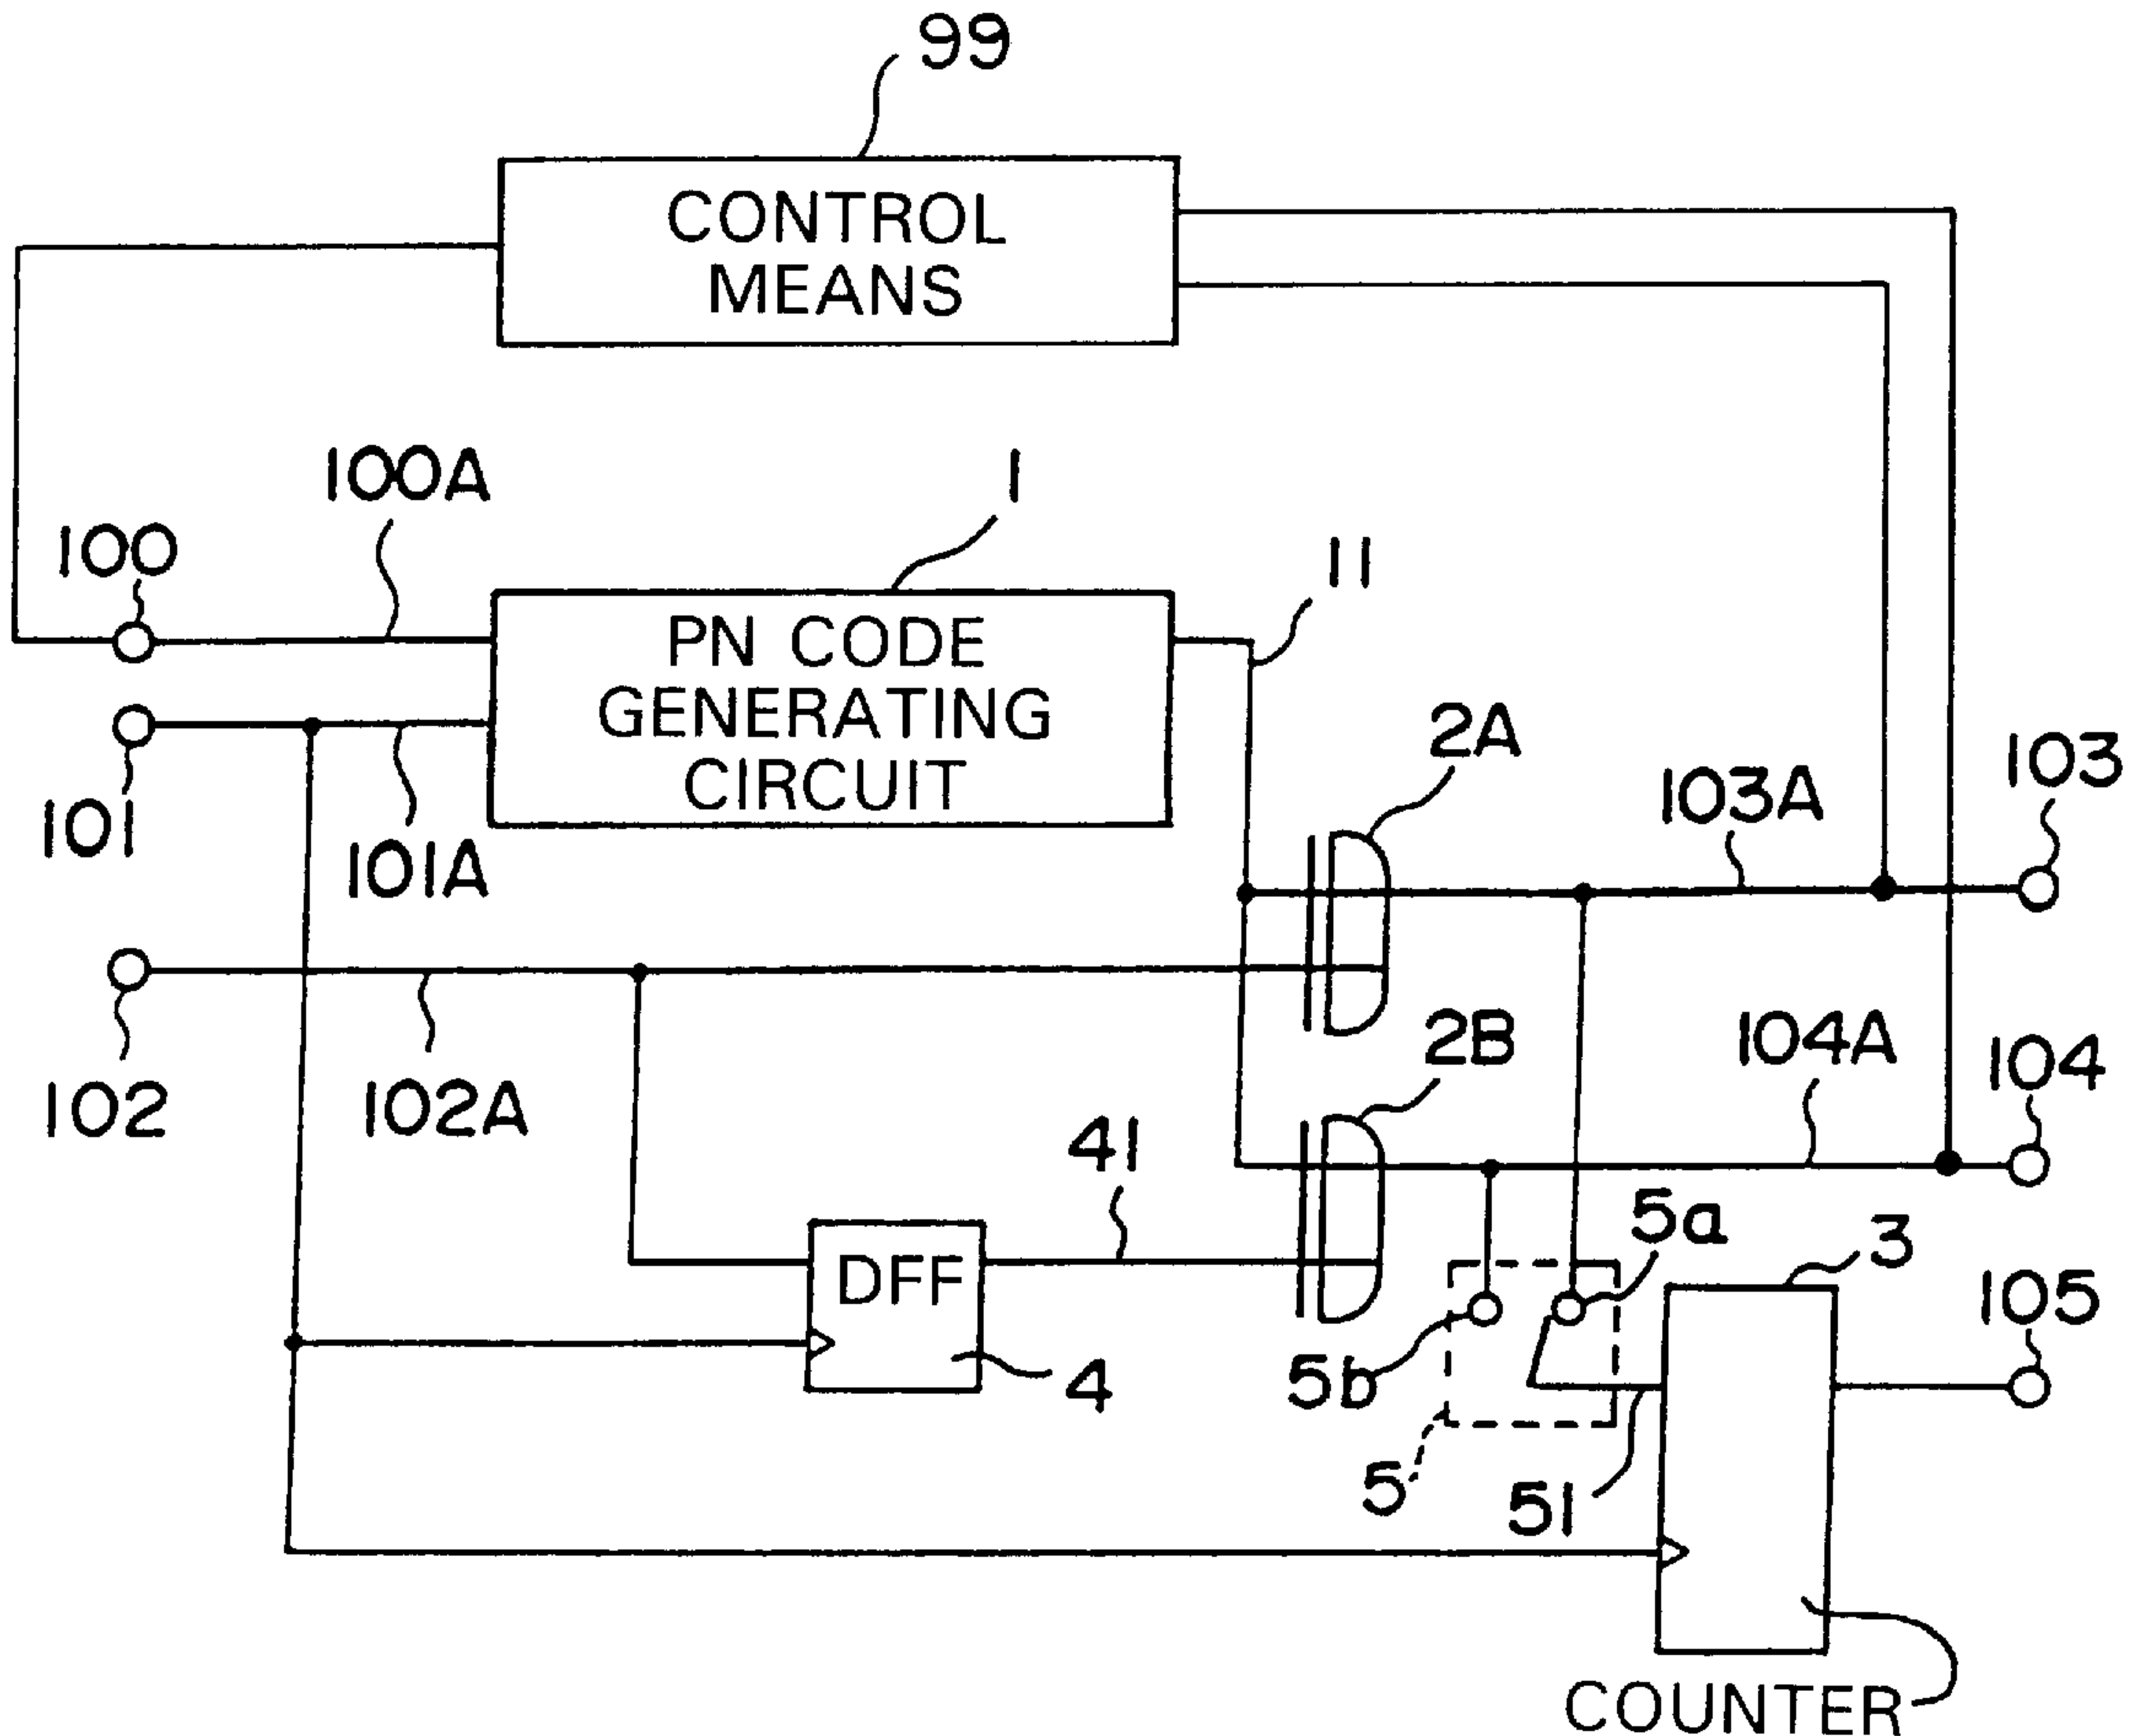 99
CONTROL
MEANS
100A
1
100
11
PN CODE
GENERATING
CIRCUIT
2A
103
103A
101
101A
2B
104A
104
102
102A
41
5a
3
DFF
105
5b
4
5
51
COUNTER